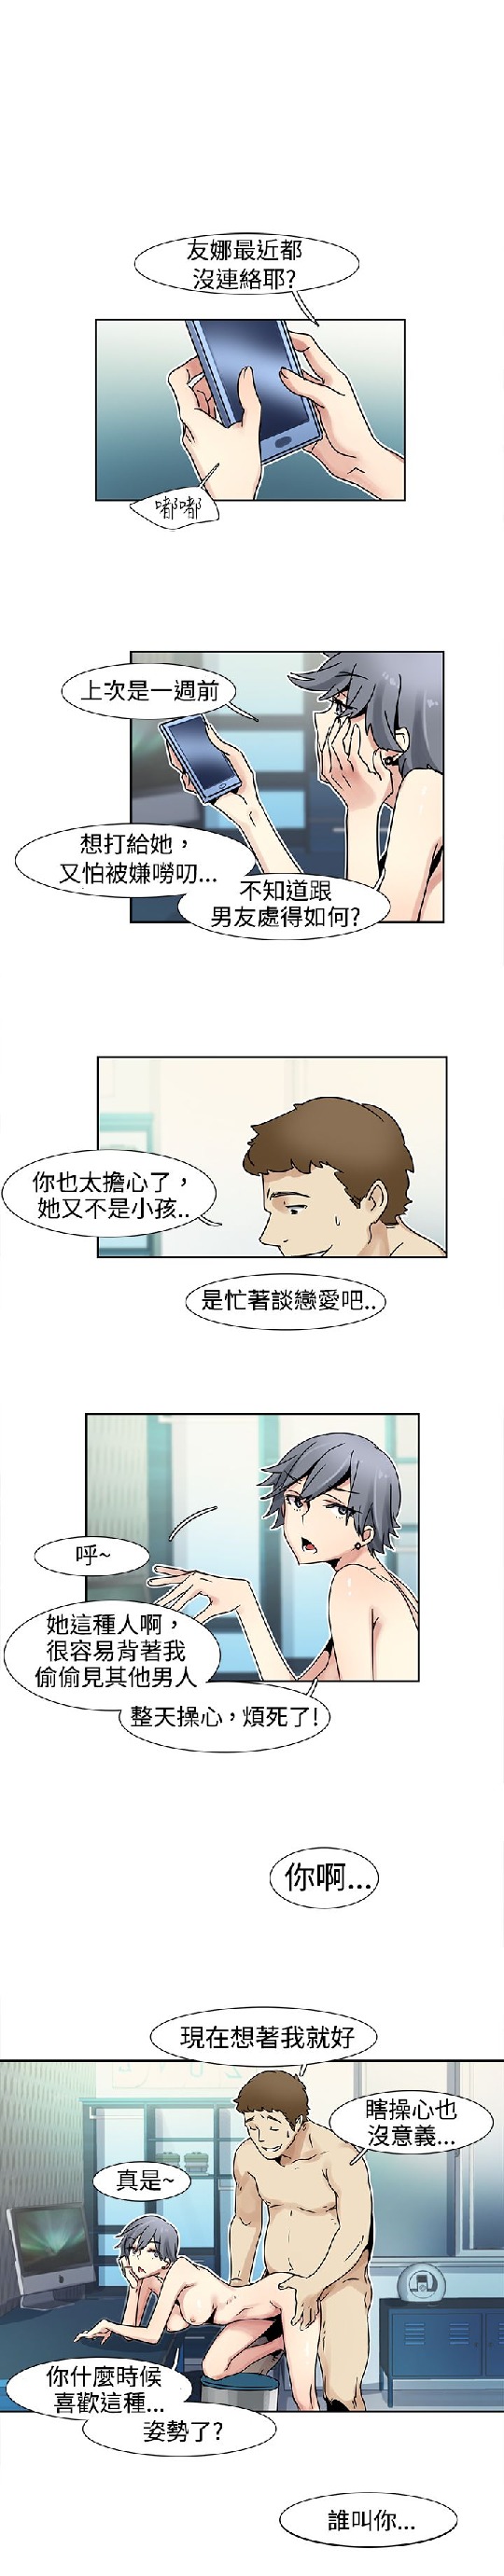 友娜最近都
沒連絡耶?
嘟嘟
上次是一週前
想打給她，
又怕被嫌嘮叨...
不知道跟
男友處得如何?
你也太擔心了，
她又不是小孩..
是忙著談戀愛吧..
呼~
她這種人啊，
很容易背著我
偷偷見其他男人
整天操心，煩死了!
你啊...
現在想著我就好
瞎操心也
沒意義...
真是~
你什麼時候
喜歡這種...
姿勢了?
誰叫你...